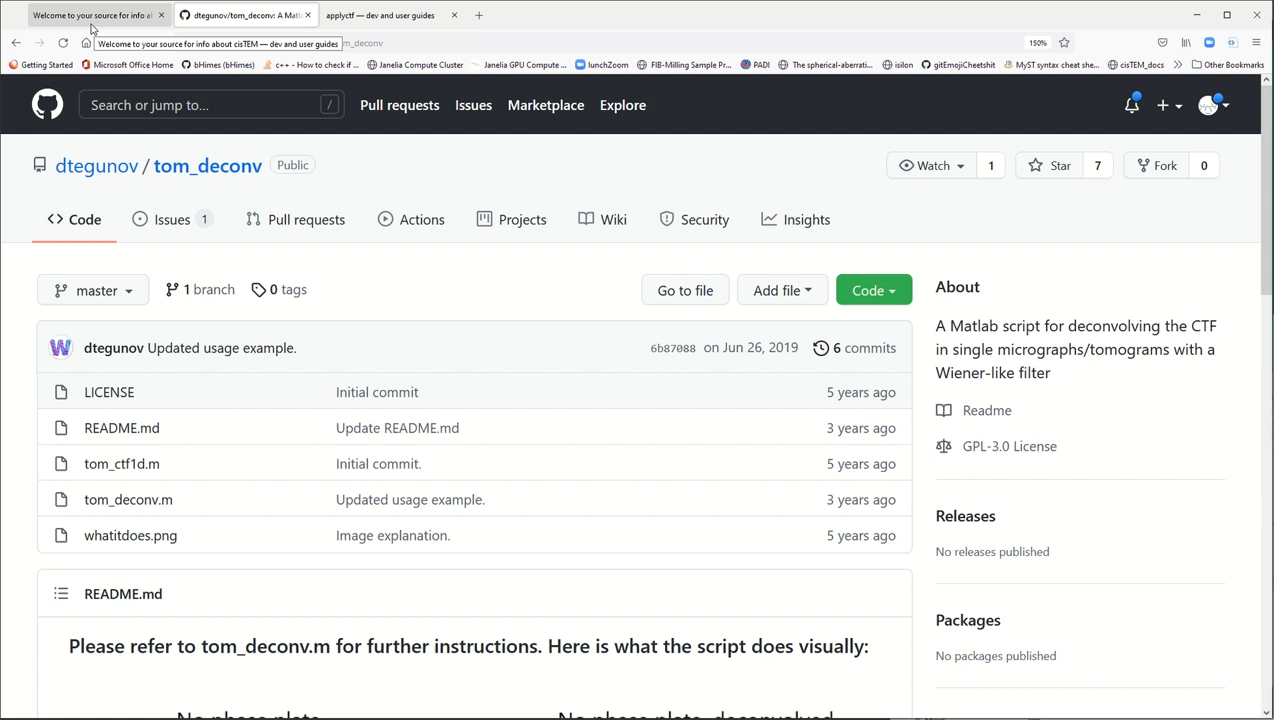 Welcome to your source for info a
dtegunov/tom_deconv: A Matl
applyctf — dev and user guides
Welcome to your source for info about cisTEM — dev and user guides
m_deconv
150%
Getting Started
Microsoft Office Home
bHimes (bHimes)
c++ - How to check if ...
Janelia Compute Cluster
Janelia GPU Compute ...
lunchZoom
FIB-Milling Sample Pr...
PADI
The spherical-aberrati...
isilon
gitEmojiCheetshit
MyST syntax cheat she...
cisTEM_docs
Other Bookmarks
Search or jump to...
/
Pull requests
Issues
Marketplace
Explore
dtegunov / tom_deconv
Public
Watch
1
Star
7
Fork
0
Code
Issues 1
Pull requests
Actions
Projects
Wiki
Security
Insights
master
1 branch
0 tags
Go to file
Add file
Code
dtegunov Updated usage example.
6b87088 on Jun 26, 2019
6 commits
LICENSE Initial commit 5 years ago
README.md Update README.md 3 years ago
tom_ctf1d.m Initial commit. 5 years ago
tom_deconv.m Updated usage example. 3 years ago
whatitdoes.png Image explanation. 5 years ago
README.md
Please refer to tom_deconv.m for further instructions. Here is what the script does visually:
No phase plate
No phase plate, deconvolved
About
A Matlab script for deconvolving the CTF
in single micrographs/tomograms with a
Wiener-like filter
Readme
GPL-3.0 License
Releases
No releases published
Packages
No packages published